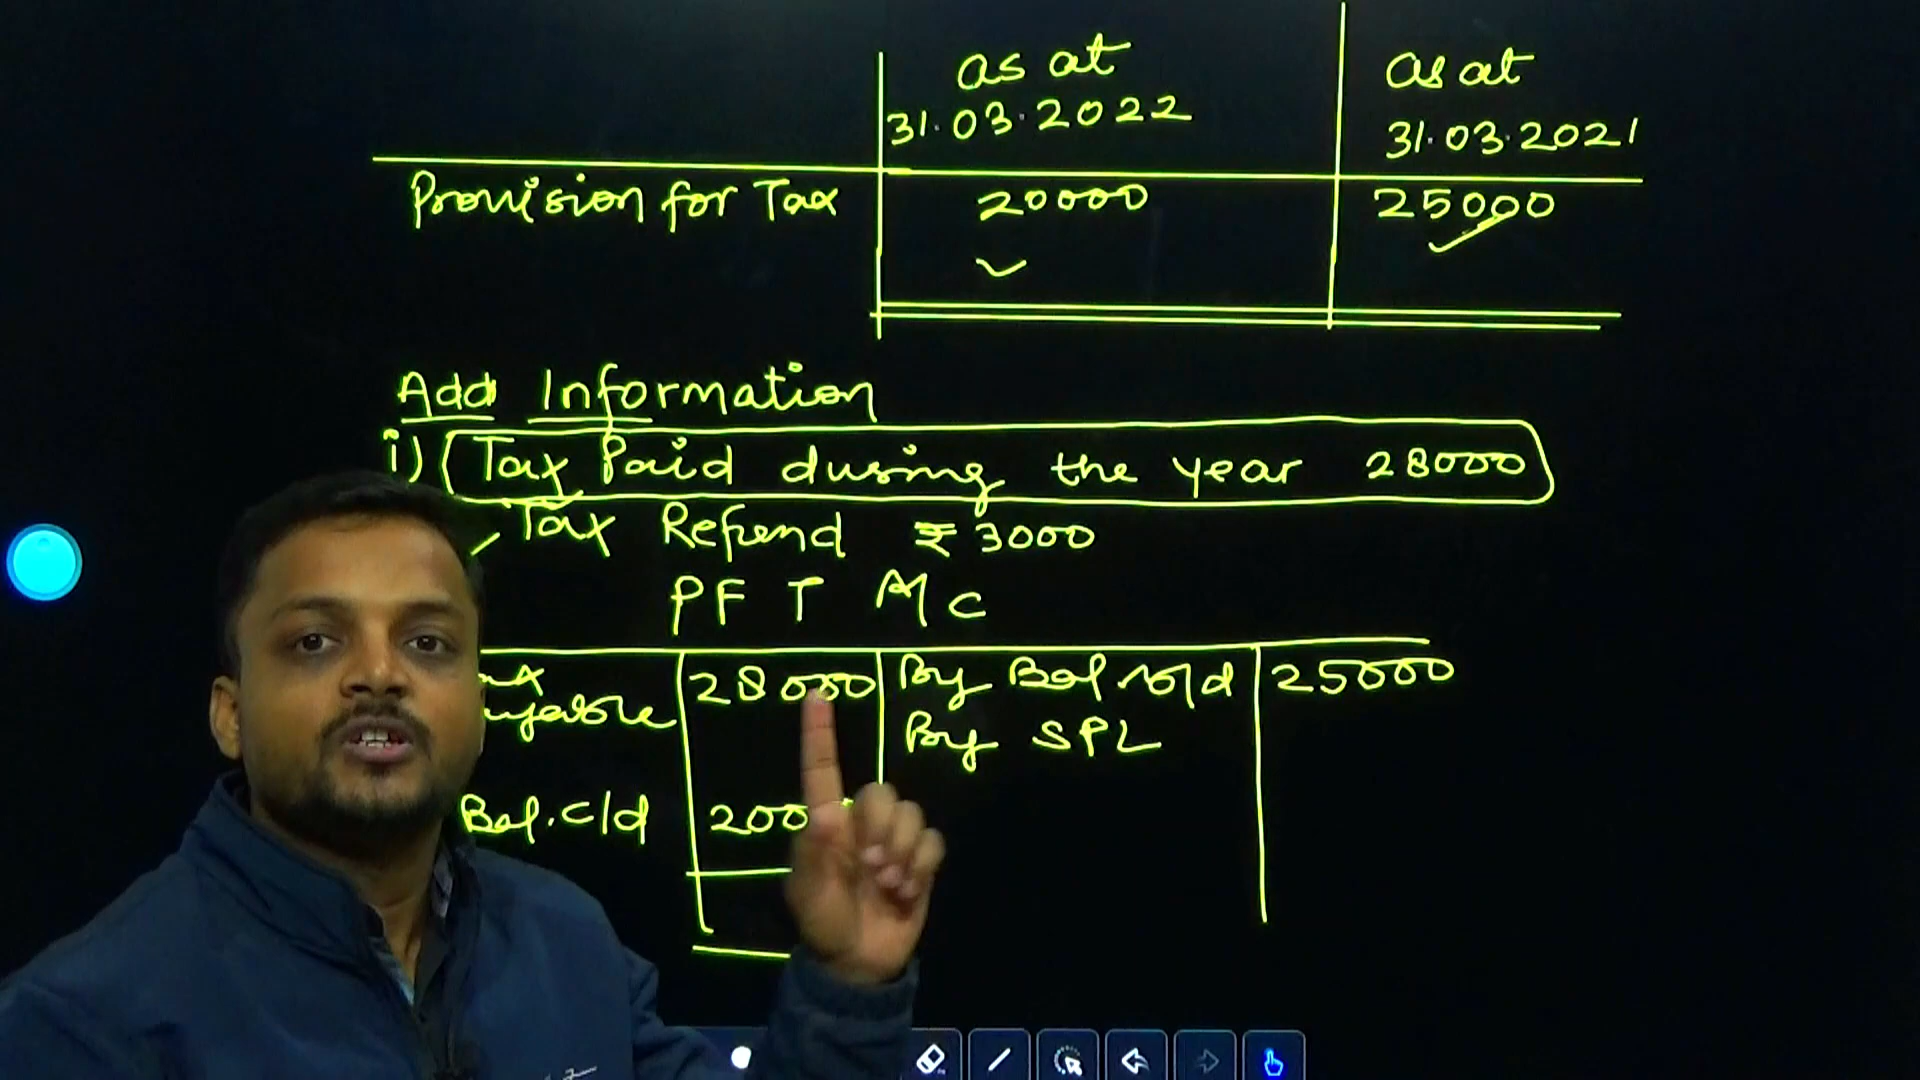 as at
31.03.2022
as at
31.03.2021
Provision for Tax 20000 25000
Add Information
i) Tax Paid during the year 28000
Tax Refund ₹ 3000
PFT A/c
28000 By Bal b/d 25000
By SPL
Bal. c/d 200